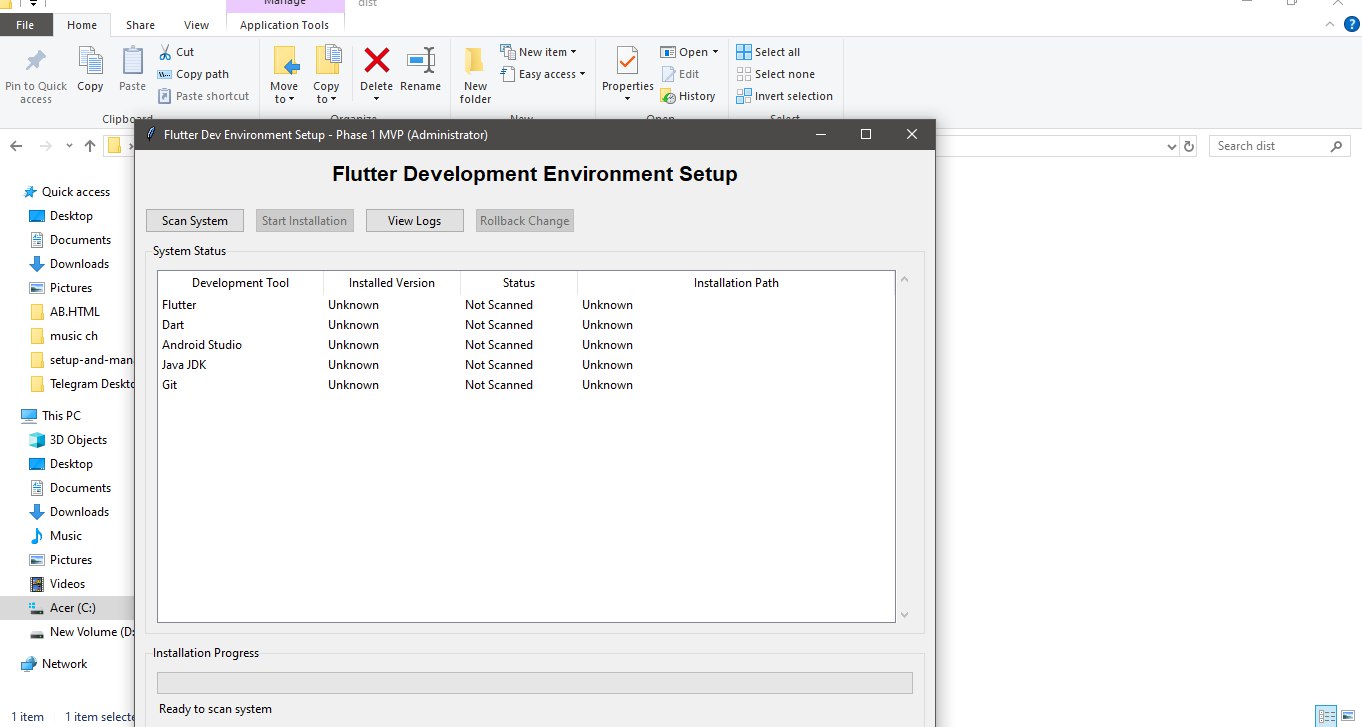 Manage
dist
File Home Share View Application Tools
Pin to Quick access
Copy
Paste
Cut
Copy path
Paste shortcut
Clipboard
Move to
Copy to
Delete
Rename
Organize
New folder
New item
Easy access
New
Properties
Open
Edit
History
Open
Select all
Select none
Invert selection
Select
Search dist
Quick access
Desktop
Documents
Downloads
Pictures
AB.HTML
music ch
setup-and-man
Telegram Deskto
This PC
3D Objects
Desktop
Documents
Downloads
Music
Pictures
Videos
Acer (C:)
New Volume (D:
Network
1 item 1 item selecte
Flutter Dev Environment Setup - Phase 1 MVP (Administrator)
Flutter Development Environment Setup
Scan System Start Installation View Logs Rollback Change
System Status
Development Tool Installed Version Status Installation Path
Flutter Unknown Not Scanned Unknown
Dart Unknown Not Scanned Unknown
Android Studio Unknown Not Scanned Unknown
Java JDK Unknown Not Scanned Unknown
Git Unknown Not Scanned Unknown
Installation Progress
Ready to scan system